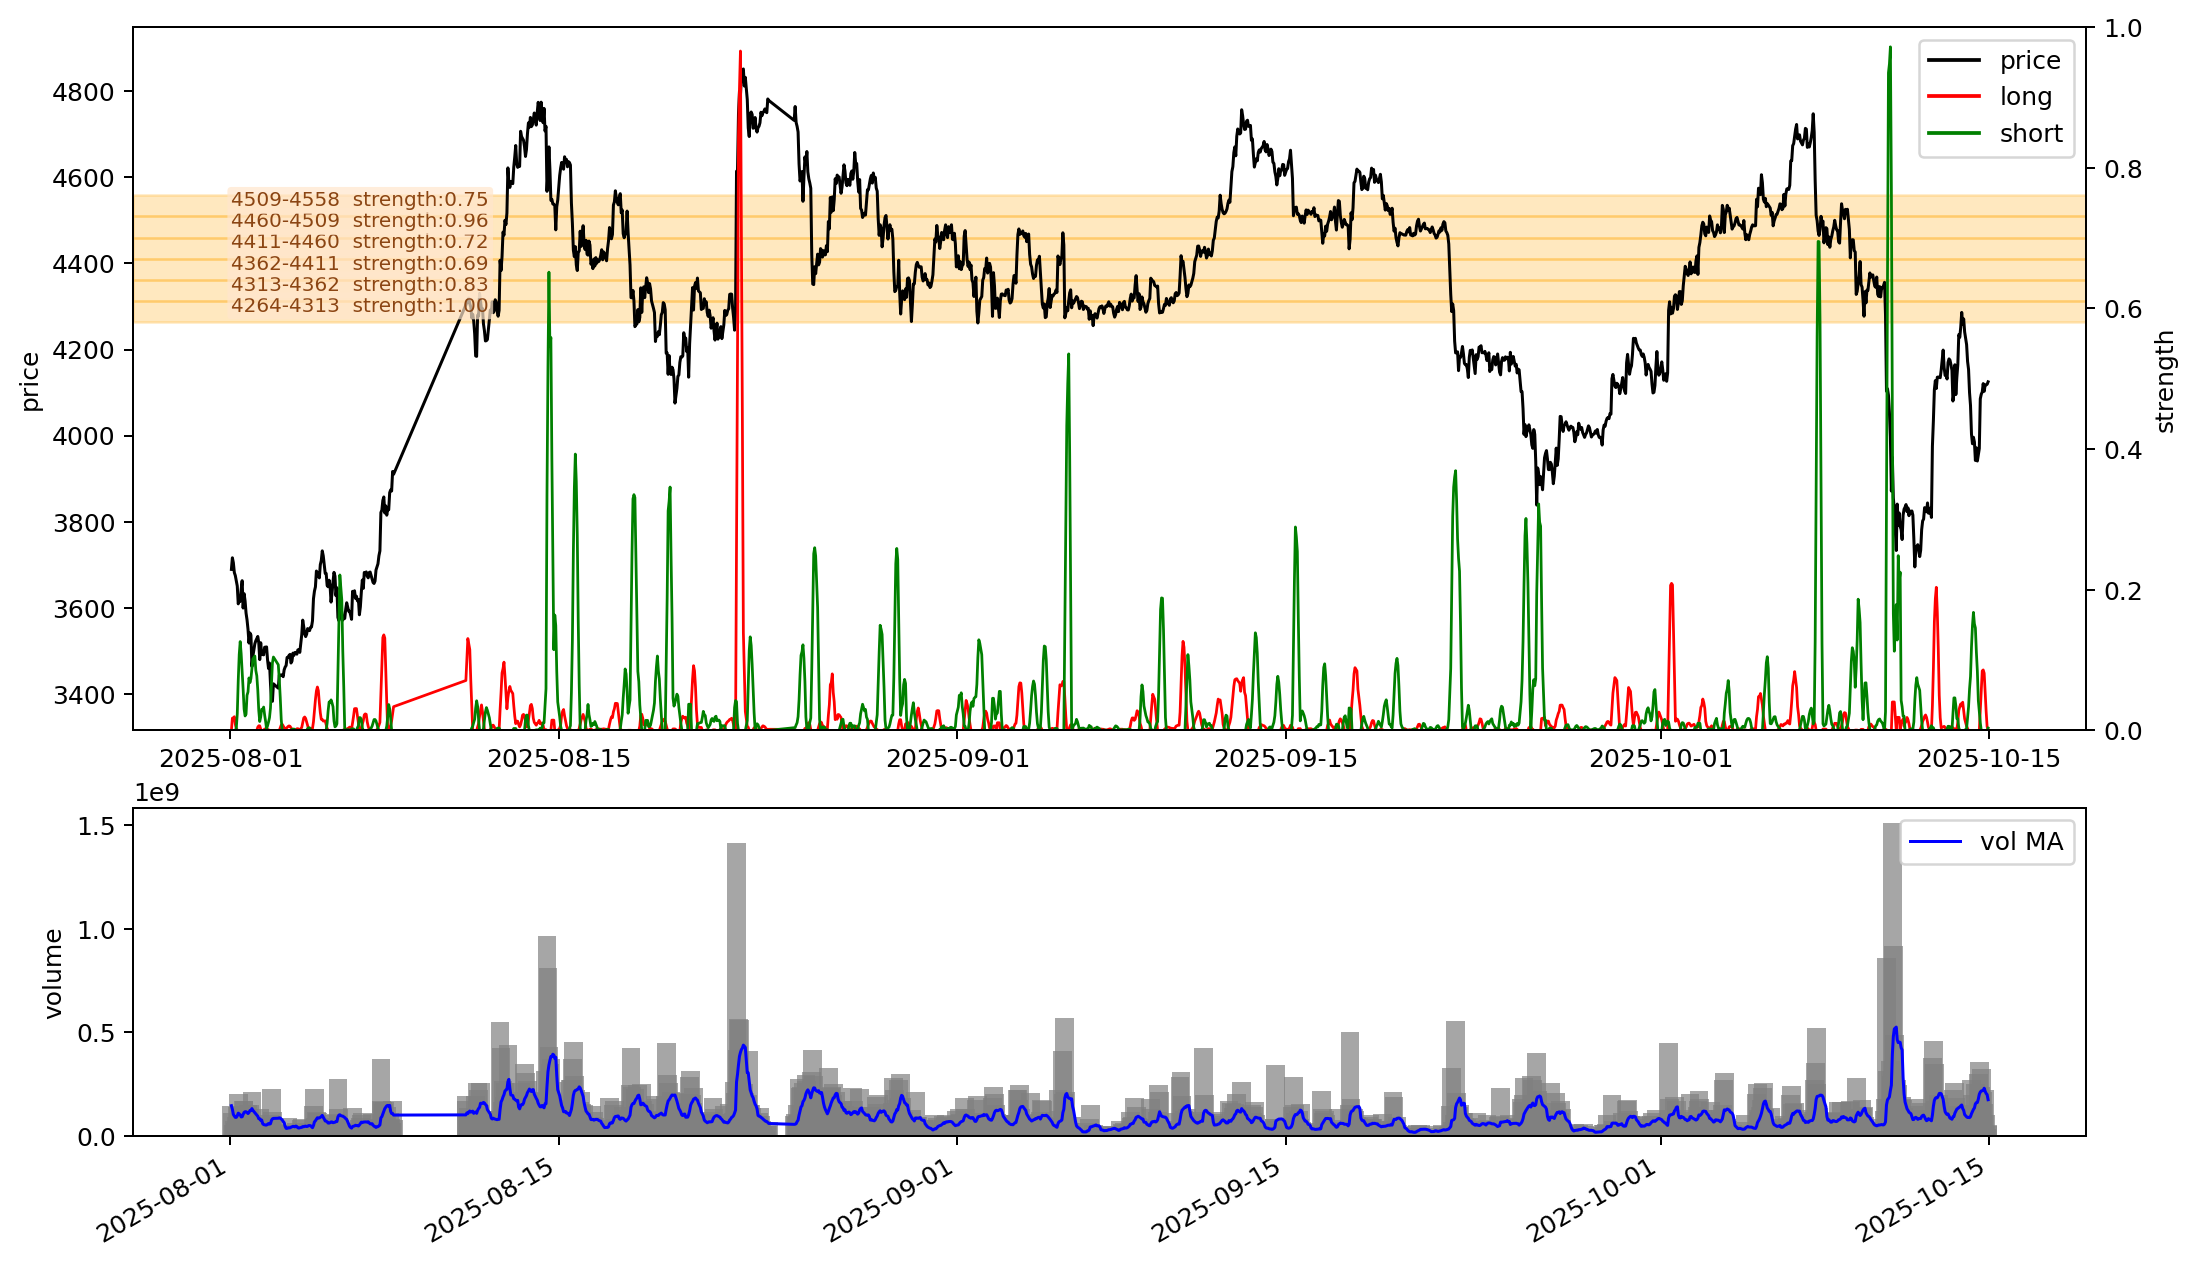 1.0
price
long
short
4800
0.8
4600
4509-4558 strength:0.75
4460-4509 strength:0.96
4411-4460 strength:0.72
4362-4411 strength:0.69
4313-4362 strength:0.83
4264-4313 strength:1.00
4400
0.6
4200
price
strength
4000
0.4
3800
3600
0.2
3400
0.0
2025-08-01 2025-08-15 2025-09-01 2025-09-15 2025-10-01 2025-10-15
1e9
1.5
vol MA
1.0
volume
0.5
0.0
2025-08-01 2025-08-15 2025-09-01 2025-09-15 2025-10-01 2025-10-15